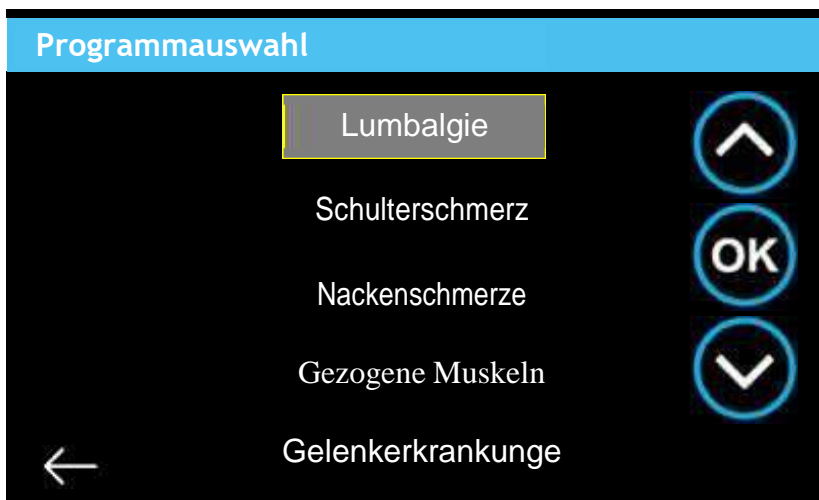 Programmauswahl
Lumbalgie
Schulterschmerz
OK
Nackenschmerze
Gezogene Muskeln
Gelenkerkrankunge